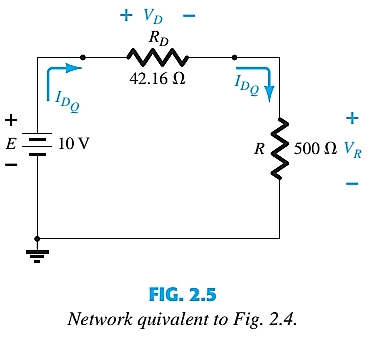 + V_D −
R_D
42.16 Ω
I_DQ
I_DQ
+
E
10 V
−
R
500 Ω
+
V_R
−
FIG. 2.5
Network quivalent to Fig. 2.4.